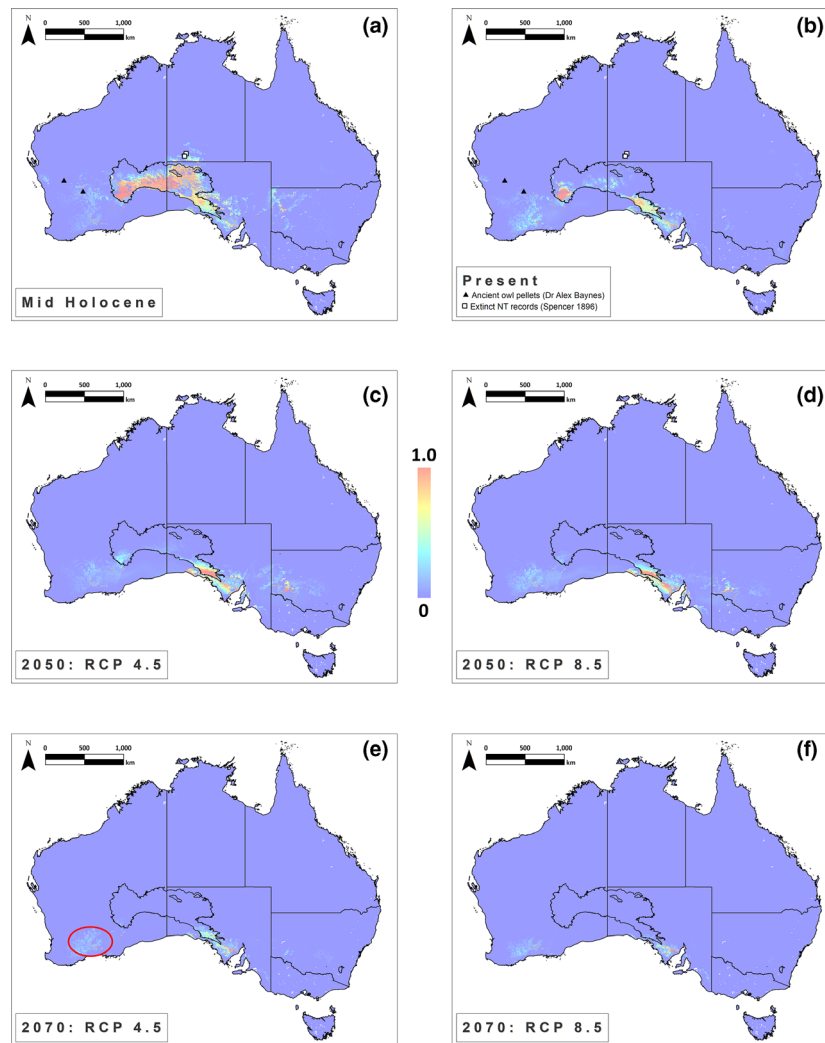 (a)
N
0 500 1,000
km
Mid Holocene
(b)
N
0 500 1,000
km
Present
Ancient owl pellets (Dr Alex Baynes)
Extinct NT records (Spencer 1896)
(c)
N
0 500 1,000
km
2050: RCP 4.5
1.0
0
(d)
N
0 500 1,000
km
2050: RCP 8.5
(e)
N
0 500 1,000
km
2070: RCP 4.5
(f)
N
0 500 1,000
km
2070: RCP 8.5